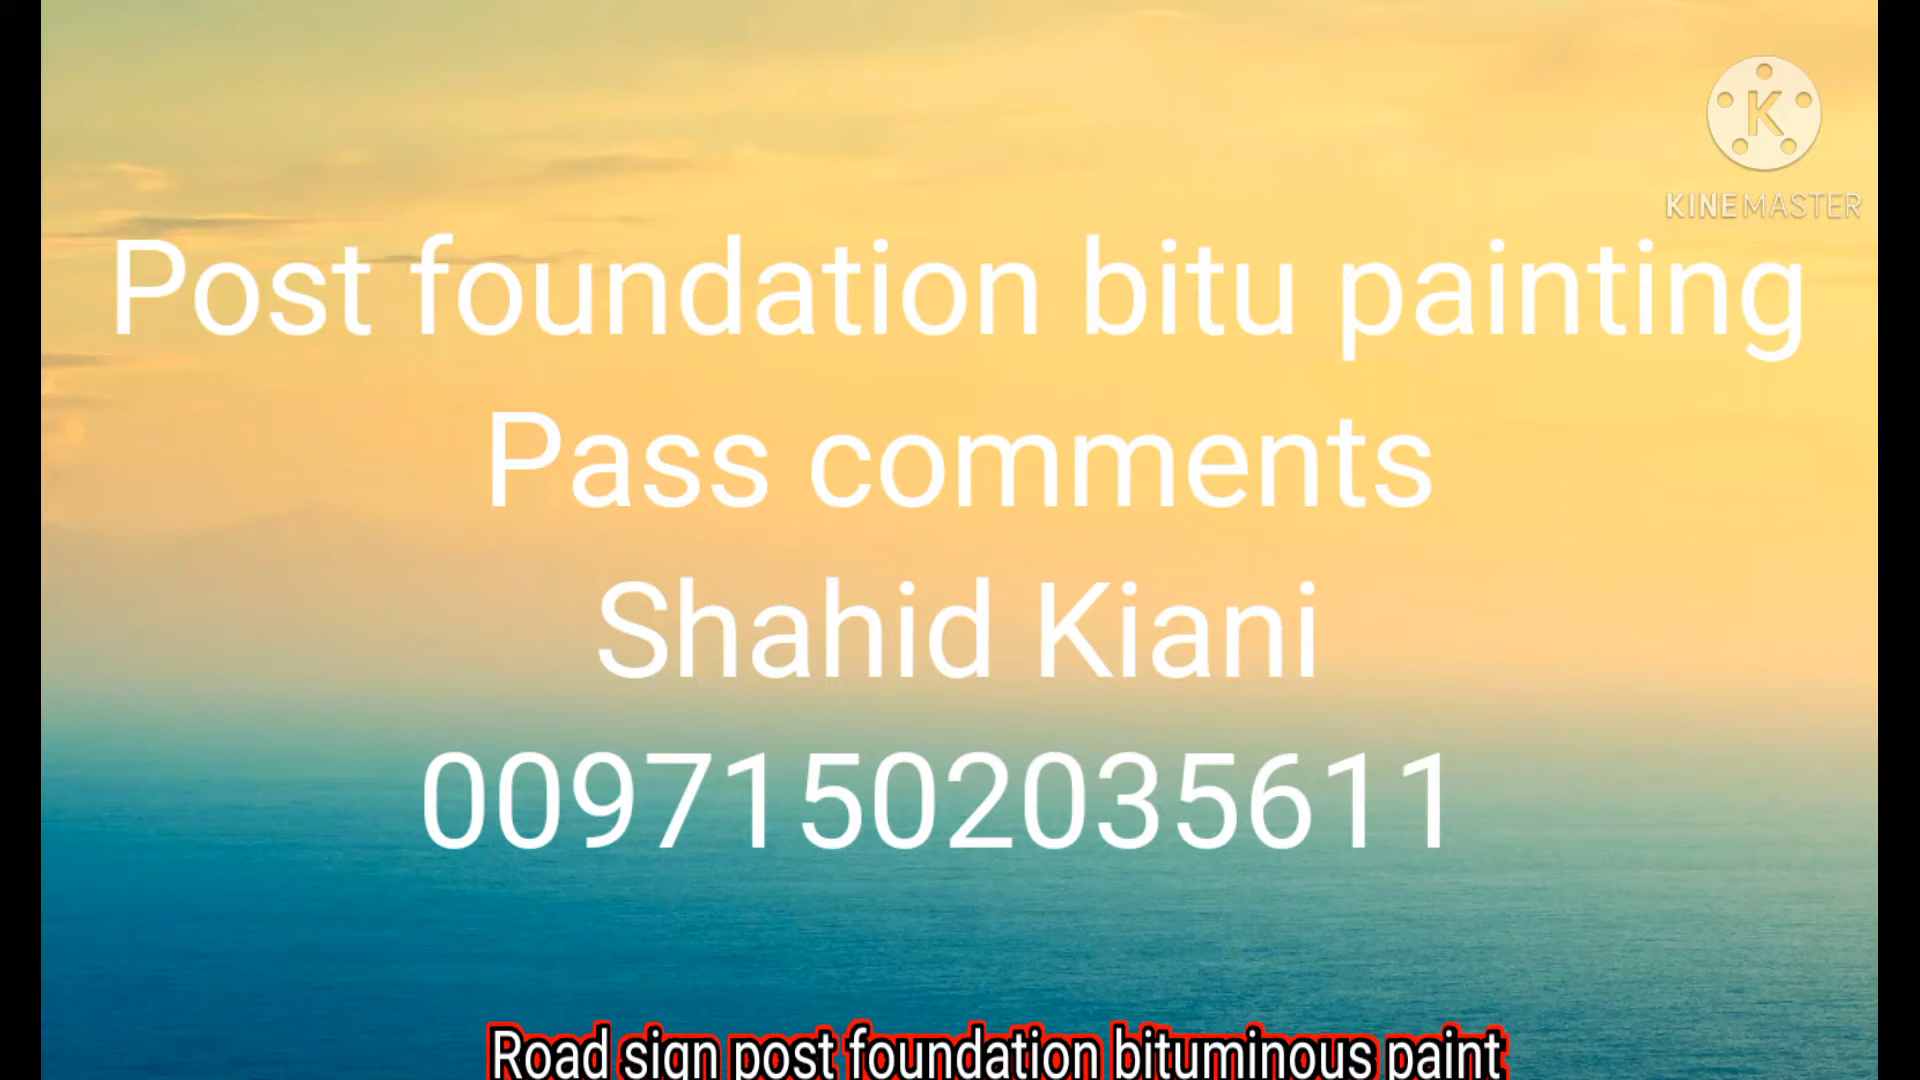 K
KINEMASTER
Post foundation bitu painting
Pass comments
Shahid Kiani
00971502035611
Road sign post foundation bituminous paint